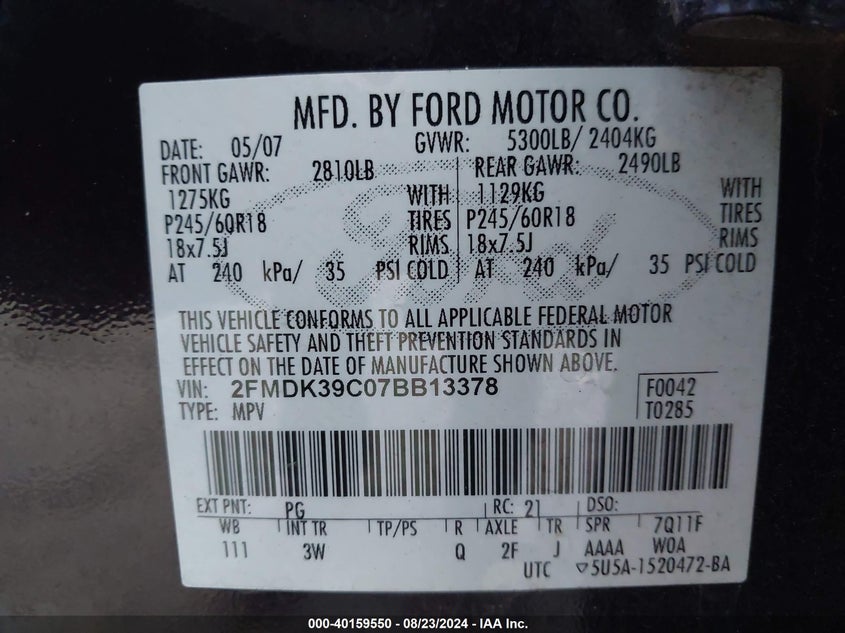 MFD. BY FORD MOTOR CO.
DATE: 05/07 GVWR: 5300LB/ 2404KG
FRONT GAWR: 2810LB REAR GAWR: 2490LB
1275KG WITH 1129KG WITH
P245/60R18 TIRES P245/60R18 TIRES
18x7.5J RIMS 18x7.5J RIMS
AT 240 kPa/ 35 PSI COLD AT 240 kPa/ 35 PSI COLD
Ford
THIS VEHICLE CONFORMS TO ALL APPLICABLE FEDERAL MOTOR
VEHICLE SAFETY AND THEFT PREVENTION STANDARDS IN
EFFECT ON THE DATE OF MANUFACTURE SHOWN ABOVE.
VIN: 2FMDK39C07BB13378 F0042
TYPE: MPV T0285
EXT PNT: PG RC: 21 DSO:
WB INT TR TP/PS R AXLE TR SPR 7Q11F
111 3W Q 2F J AAAA WOA
UTC ▽5U5A-1520472-BA
000-40159550 - 08/23/2024 - IAA Inc.